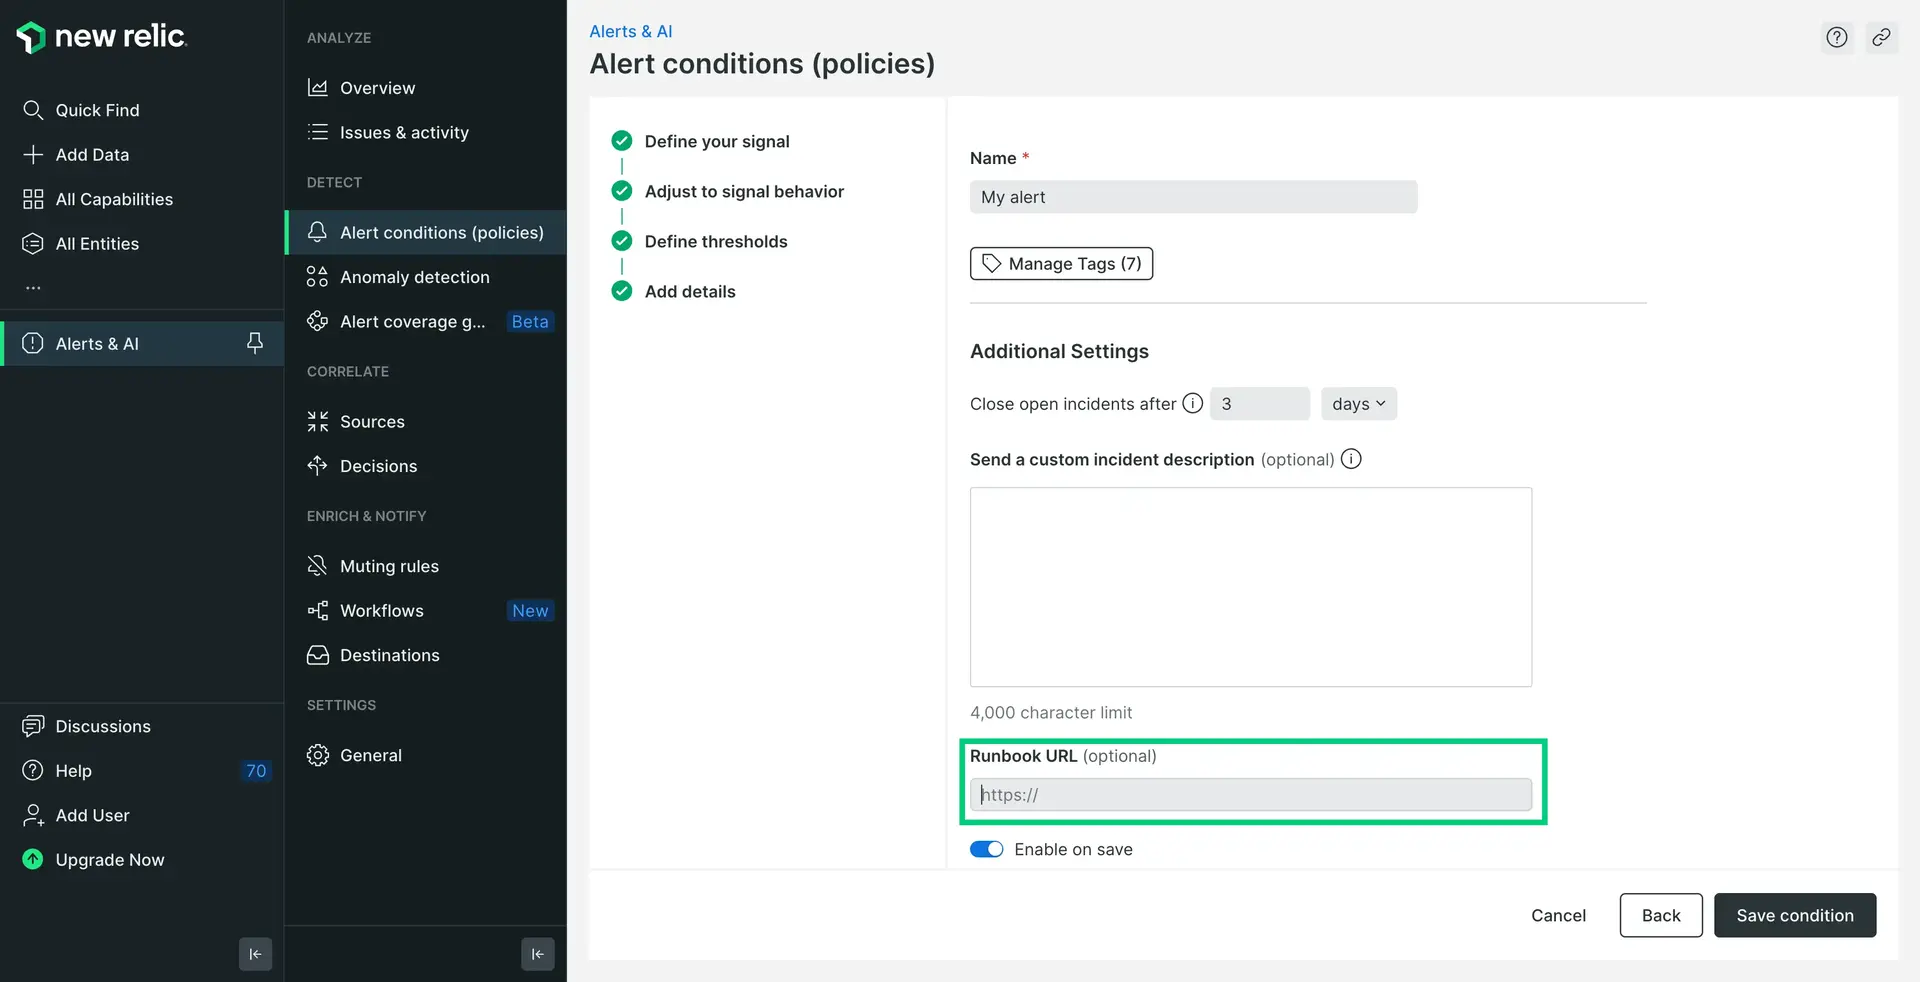 new relic.
Quick Find
Add Data
All Capabilities
All Entities
...
Alerts & AI
Discussions
Help 70
Add User
Upgrade Now
ANALYZE
Overview
Issues & activity
DETECT
Alert conditions (policies)
Anomaly detection
Alert coverage g... Beta
CORRELATE
Sources
Decisions
ENRICH & NOTIFY
Muting rules
Workflows New
Destinations
SETTINGS
General
Alerts & AI
Alert conditions (policies)
Define your signal
Adjust to signal behavior
Define thresholds
Add details
Name *
My alert
Manage Tags (7)
Additional Settings
Close open incidents after 3 days
Send a custom incident description (optional)
4,000 character limit
Runbook URL (optional)
https://
Enable on save
Cancel Back Save condition